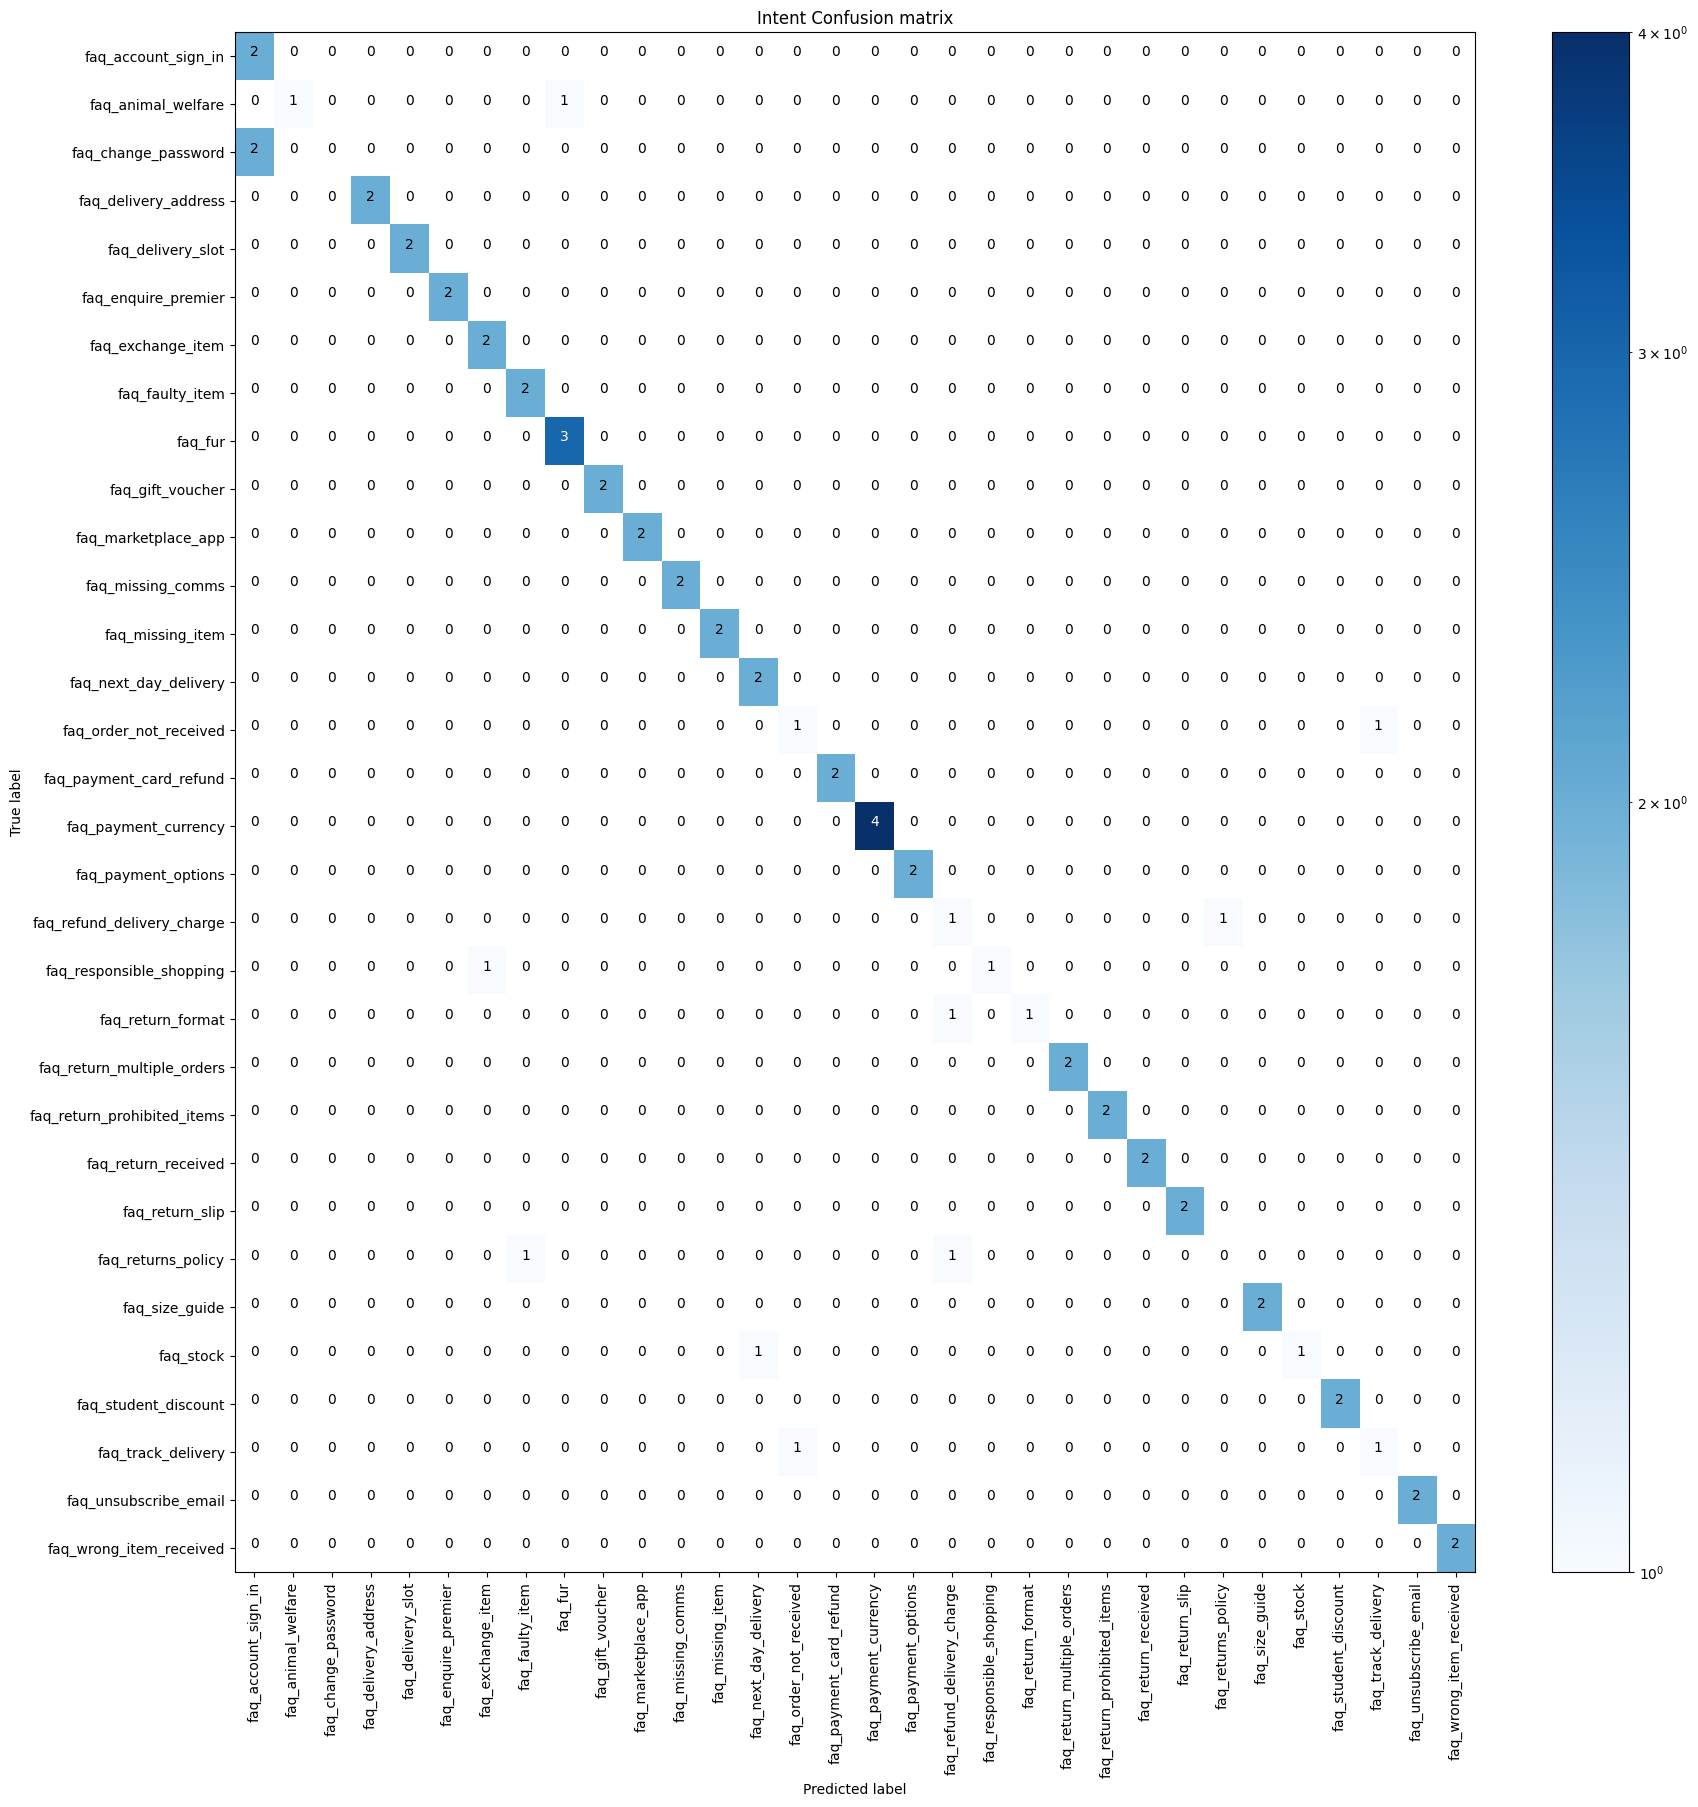 Intent Confusion matrix
faq_account_sign_in 2 0 0 0 0 0 0 0 0 0 0 0 0 0 0 0 0 0 0 0 0 0 0 0 0 0 0 0 0 0 0 0
faq_animal_welfare 0 1 0 0 0 0 0 0 1 0 0 0 0 0 0 0 0 0 0 0 0 0 0 0 0 0 0 0 0 0 0 0
faq_change_password 2 0 0 0 0 0 0 0 0 0 0 0 0 0 0 0 0 0 0 0 0 0 0 0 0 0 0 0 0 0 0 0
faq_delivery_address 0 0 0 2 0 0 0 0 0 0 0 0 0 0 0 0 0 0 0 0 0 0 0 0 0 0 0 0 0 0 0 0
faq_delivery_slot 0 0 0 0 2 0 0 0 0 0 0 0 0 0 0 0 0 0 0 0 0 0 0 0 0 0 0 0 0 0 0 0
faq_enquire_premier 0 0 0 0 0 2 0 0 0 0 0 0 0 0 0 0 0 0 0 0 0 0 0 0 0 0 0 0 0 0 0 0
faq_exchange_item 0 0 0 0 0 0 2 0 0 0 0 0 0 0 0 0 0 0 0 0 0 0 0 0 0 0 0 0 0 0 0 0
faq_faulty_item 0 0 0 0 0 0 0 2 0 0 0 0 0 0 0 0 0 0 0 0 0 0 0 0 0 0 0 0 0 0 0 0
faq_fur 0 0 0 0 0 0 0 0 3 0 0 0 0 0 0 0 0 0 0 0 0 0 0 0 0 0 0 0 0 0 0 0
faq_gift_voucher 0 0 0 0 0 0 0 0 0 2 0 0 0 0 0 0 0 0 0 0 0 0 0 0 0 0 0 0 0 0 0 0
faq_marketplace_app 0 0 0 0 0 0 0 0 0 0 2 0 0 0 0 0 0 0 0 0 0 0 0 0 0 0 0 0 0 0 0 0
faq_missing_comms 0 0 0 0 0 0 0 0 0 0 0 2 0 0 0 0 0 0 0 0 0 0 0 0 0 0 0 0 0 0 0 0
faq_missing_item 0 0 0 0 0 0 0 0 0 0 0 0 2 0 0 0 0 0 0 0 0 0 0 0 0 0 0 0 0 0 0 0
faq_next_day_delivery 0 0 0 0 0 0 0 0 0 0 0 0 0 2 0 0 0 0 0 0 0 0 0 0 0 0 0 0 0 0 0 0
faq_order_not_received 0 0 0 0 0 0 0 0 0 0 0 0 0 0 1 0 0 0 0 0 0 0 0 0 0 0 0 0 0 1 0 0
faq_payment_card_refund 0 0 0 0 0 0 0 0 0 0 0 0 0 0 0 2 0 0 0 0 0 0 0 0 0 0 0 0 0 0 0 0
faq_payment_currency 0 0 0 0 0 0 0 0 0 0 0 0 0 0 0 0 4 0 0 0 0 0 0 0 0 0 0 0 0 0 0 0
faq_payment_options 0 0 0 0 0 0 0 0 0 0 0 0 0 0 0 0 0 2 0 0 0 0 0 0 0 0 0 0 0 0 0 0
faq_refund_delivery_charge 0 0 0 0 0 0 0 0 0 0 0 0 0 0 0 0 0 0 1 0 0 0 0 0 0 1 0 0 0 0 0 0
faq_responsible_shopping 0 0 0 0 0 0 1 0 0 0 0 0 0 0 0 0 0 0 0 1 0 0 0 0 0 0 0 0 0 0 0 0
faq_return_format 0 0 0 0 0 0 0 0 0 0 0 0 0 0 0 0 0 0 1 0 1 0 0 0 0 0 0 0 0 0 0 0
faq_return_multiple_orders 0 0 0 0 0 0 0 0 0 0 0 0 0 0 0 0 0 0 0 0 0 2 0 0 0 0 0 0 0 0 0 0
faq_return_prohibited_items 0 0 0 0 0 0 0 0 0 0 0 0 0 0 0 0 0 0 0 0 0 0 2 0 0 0 0 0 0 0 0 0
faq_return_received 0 0 0 0 0 0 0 0 0 0 0 0 0 0 0 0 0 0 0 0 0 0 0 2 0 0 0 0 0 0 0 0
faq_return_slip 0 0 0 0 0 0 0 0 0 0 0 0 0 0 0 0 0 0 0 0 0 0 0 0 2 0 0 0 0 0 0 0
faq_returns_policy 0 0 0 0 0 0 0 1 0 0 0 0 0 0 0 0 0 0 1 0 0 0 0 0 0 0 0 0 0 0 0 0
faq_size_guide 0 0 0 0 0 0 0 0 0 0 0 0 0 0 0 0 0 0 0 0 0 0 0 0 0 0 2 0 0 0 0 0
faq_stock 0 0 0 0 0 0 0 0 0 0 0 0 0 1 0 0 0 0 0 0 0 0 0 0 0 0 0 1 0 0 0 0
faq_student_discount 0 0 0 0 0 0 0 0 0 0 0 0 0 0 0 0 0 0 0 0 0 0 0 0 0 0 0 0 2 0 0 0
faq_track_delivery 0 0 0 0 0 0 0 0 0 0 0 0 0 0 1 0 0 0 0 0 0 0 0 0 0 0 0 0 0 1 0 0
faq_unsubscribe_email 0 0 0 0 0 0 0 0 0 0 0 0 0 0 0 0 0 0 0 0 0 0 0 0 0 0 0 0 0 0 2 0
faq_wrong_item_received 0 0 0 0 0 0 0 0 0 0 0 0 0 0 0 0 0 0 0 0 0 0 0 0 0 0 0 0 0 0 0 2
True label
faq_account_sign_in
faq_animal_welfare
faq_change_password
faq_delivery_address
faq_delivery_slot
faq_enquire_premier
faq_exchange_item
faq_faulty_item
faq_fur
faq_gift_voucher
faq_marketplace_app
faq_missing_comms
faq_missing_item
faq_next_day_delivery
faq_order_not_received
faq_payment_card_refund
faq_payment_currency
faq_payment_options
faq_refund_delivery_charge
faq_responsible_shopping
faq_return_format
faq_return_multiple_orders
faq_return_prohibited_items
faq_return_received
faq_return_slip
faq_returns_policy
faq_size_guide
faq_stock
faq_student_discount
faq_track_delivery
faq_unsubscribe_email
faq_wrong_item_received
Predicted label
4 × 10⁰
3 × 10⁰
2 × 10⁰
10⁰